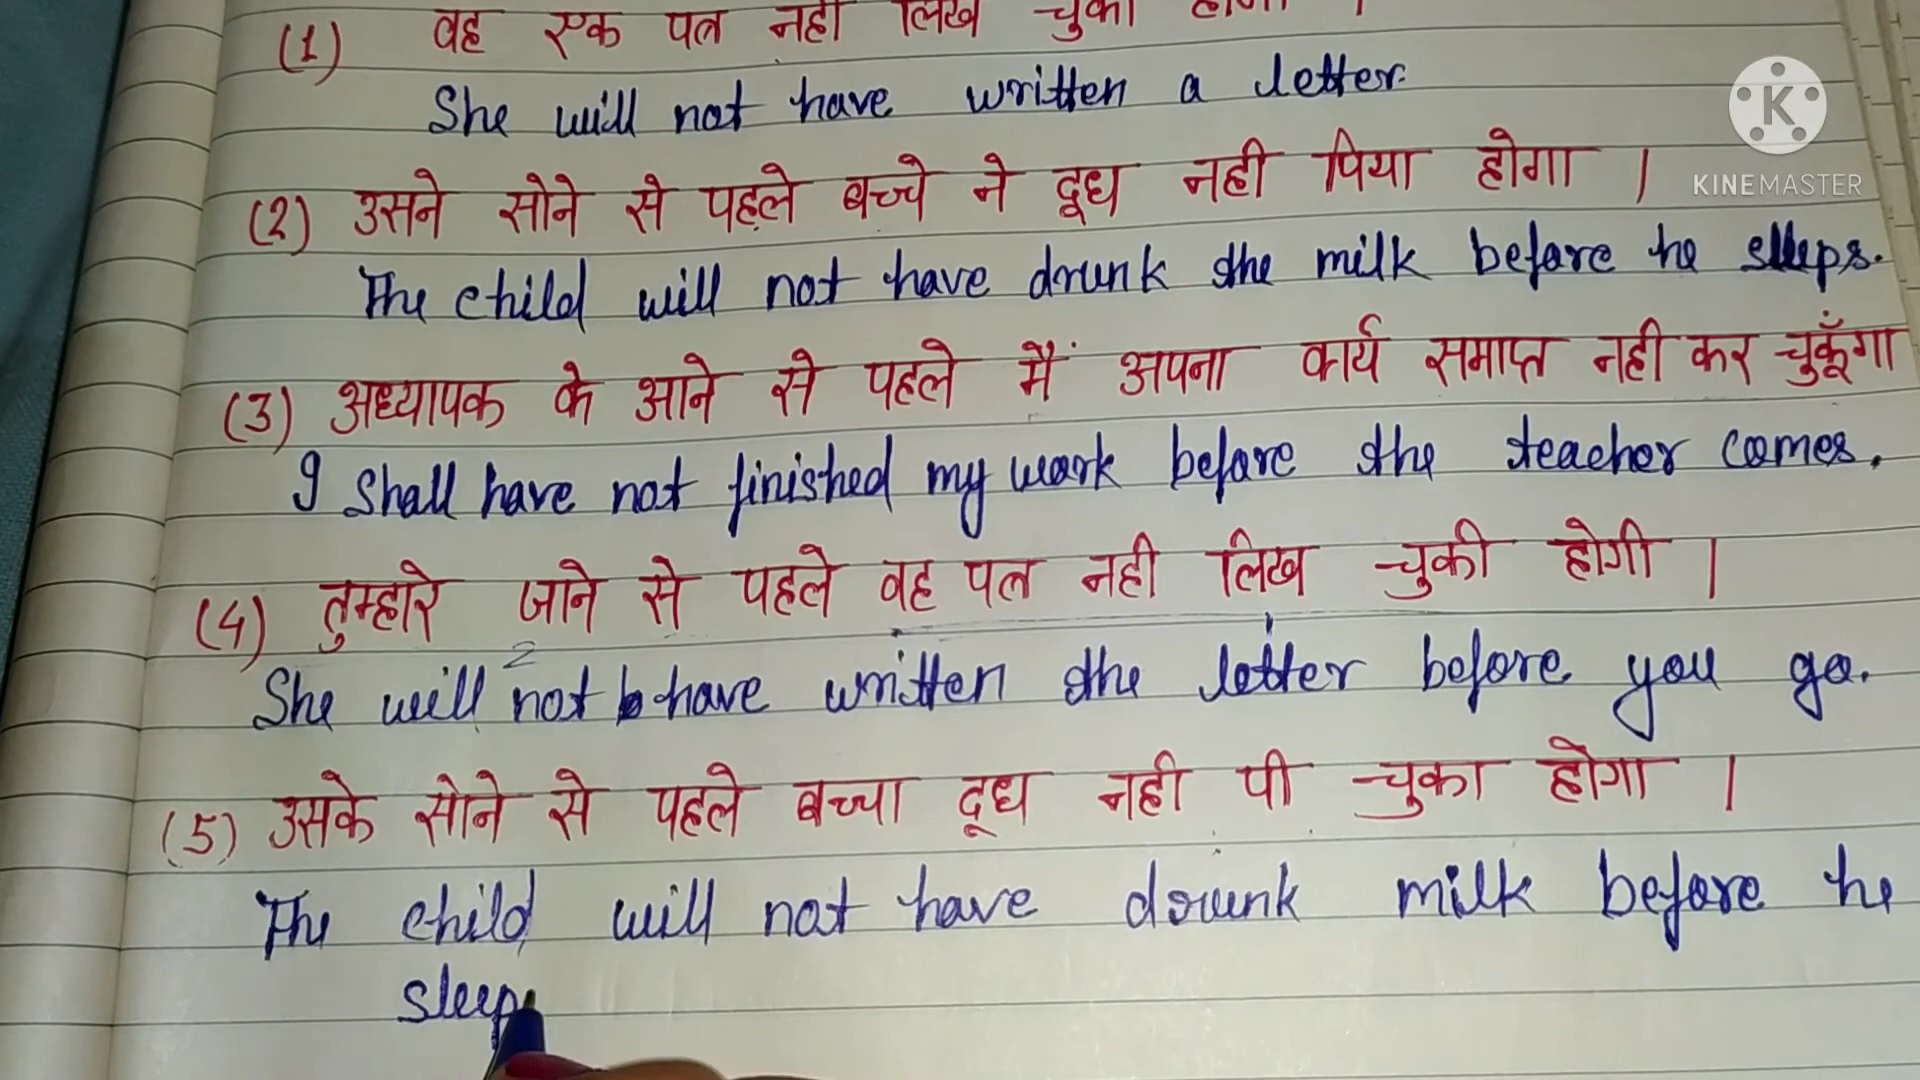 (1) वह एक पत्र नही लिख चुका होगा ।
She will not have written a letter.
KINEMASTER
(2) उसने सोने से पहले बच्चे ने दूध नही पिया होगा ।
The child will not have drunk the milk before he sleeps.
(3) अध्यापक के आने से पहले मैं अपना कार्य समाप्त नही कर चुकूँगा
I shall have not finished my work before the teacher comes.
(4) तुम्हारे जाने से पहले वह पत्र नही लिख चुकी होगी ।
She will not have written the letter before you go.
(5) उसके सोने से पहले बच्चा दूध नही पी चुका होगा ।
The child will not have drunk milk before he
sleep